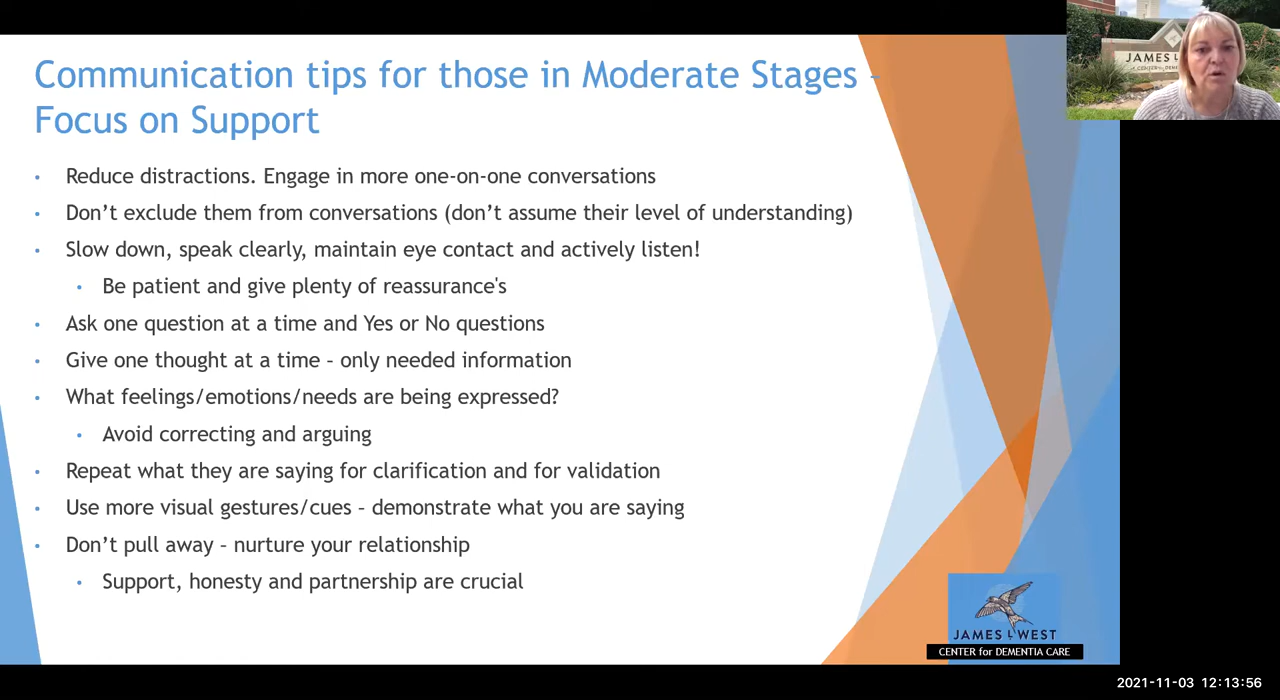 Communication tips for those in Moderate Stages –
Focus on Support
• Reduce distractions. Engage in more one-on-one conversations
• Don’t exclude them from conversations (don’t assume their level of understanding)
• Slow down, speak clearly, maintain eye contact and actively listen!
• Be patient and give plenty of reassurance's
• Ask one question at a time and Yes or No questions
• Give one thought at a time – only needed information
• What feelings/emotions/needs are being expressed?
• Avoid correcting and arguing
• Repeat what they are saying for clarification and for validation
• Use more visual gestures/cues – demonstrate what you are saying
• Don’t pull away – nurture your relationship
• Support, honesty and partnership are crucial
JAMES L WEST
CENTER for DEMENTIA CARE
JAMES L
2021-11-03 12:13:56